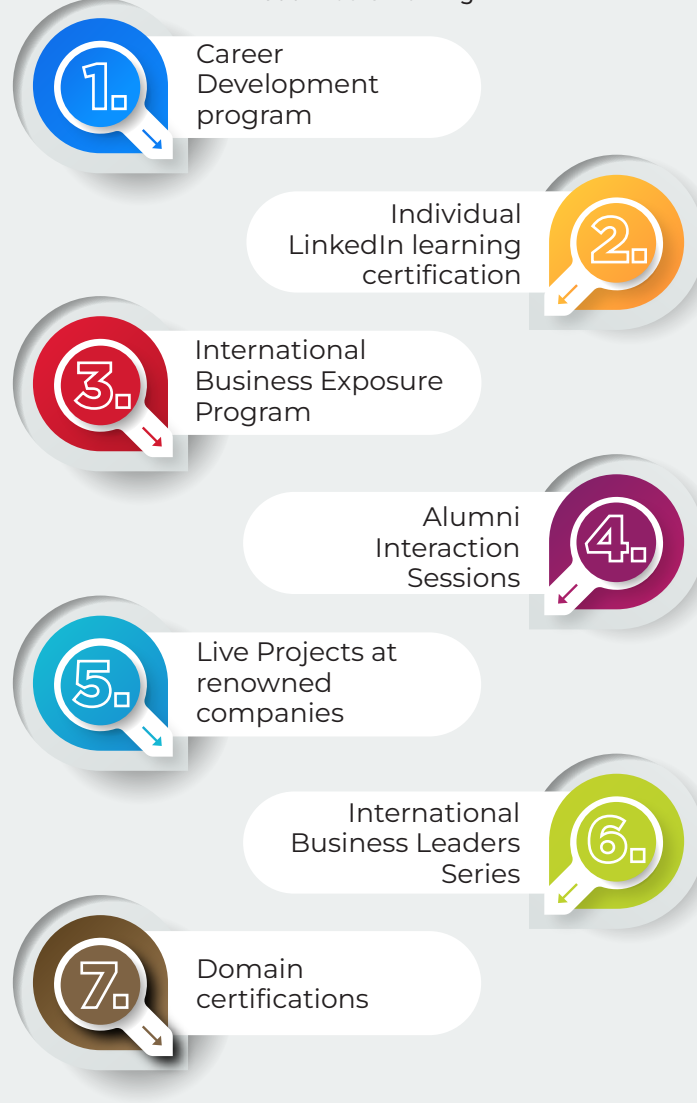 1.
Career
Development
program
2.
Individual
LinkedIn learning
certification
3.
International
Business Exposure
Program
4.
Alumni
Interaction
Sessions
5.
Live Projects at
renowned
companies
6.
International
Business Leaders
Series
7.
Domain
certifications